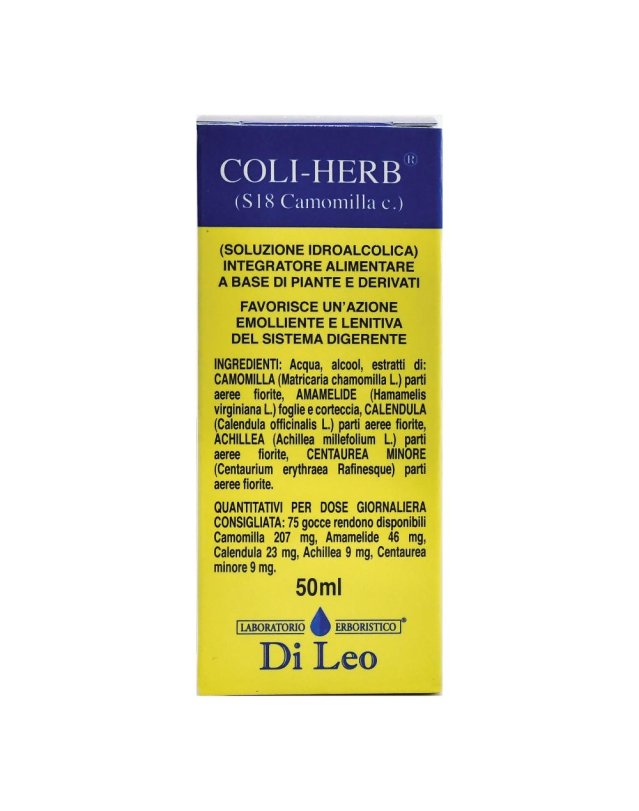 COLI-HERB®
(S18 Camomilla c.)
(SOLUZIONE IDROALCOLICA)
INTEGRATORE ALIMENTARE
A BASE DI PIANTE E DERIVATI
FAVORISCE UN'AZIONE
EMOLLIENTE E LENITIVA
DEL SISTEMA DIGERENTE
INGREDIENTI: Acqua, alcool, estratti di:
CAMOMILLA (Matricaria chamomilla L.) parti
aeree fiorite, AMAMELIDE (Hamamelis
virginiana L.) foglie e corteccia, CALENDULA
(Calendula officinalis L.) parti aeree fiorite,
ACHILLEA (Achillea millefolium L.) parti
aeree fiorite, CENTAUREA MINORE
(Centaurium erythraea Rafinesque) parti
aeree fiorite.
QUANTITATIVI PER DOSE GIORNALIERA
CONSIGLIATA: 75 gocce rendono disponibili
Camomilla 207 mg, Amamelide 46 mg,
Calendula 23 mg, Achillea 9 mg, Centaurea
minore 9 mg.
50ml
LABORATORIO ERBORISTICO®
Di Leo